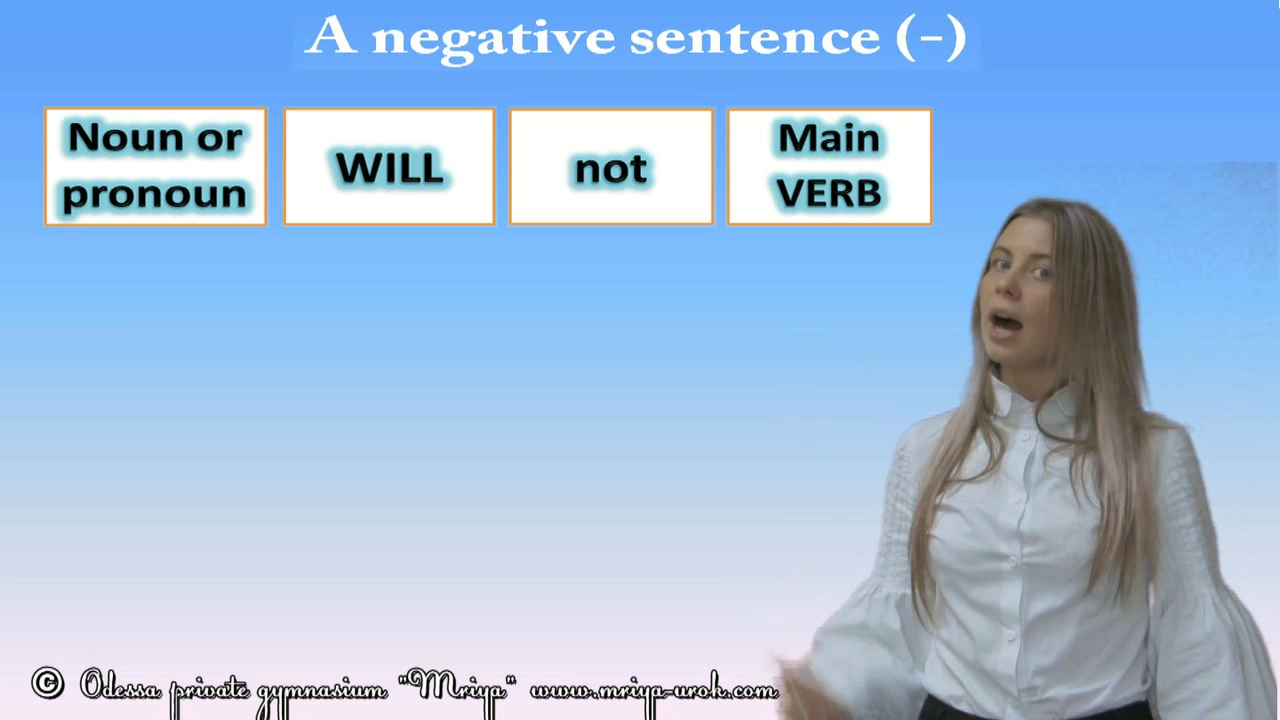 A negative sentence (-)
Noun or
pronoun
WILL
not
Main
VERB
© Odessa private gymnasium "Mriya" www.mriya-urok.com